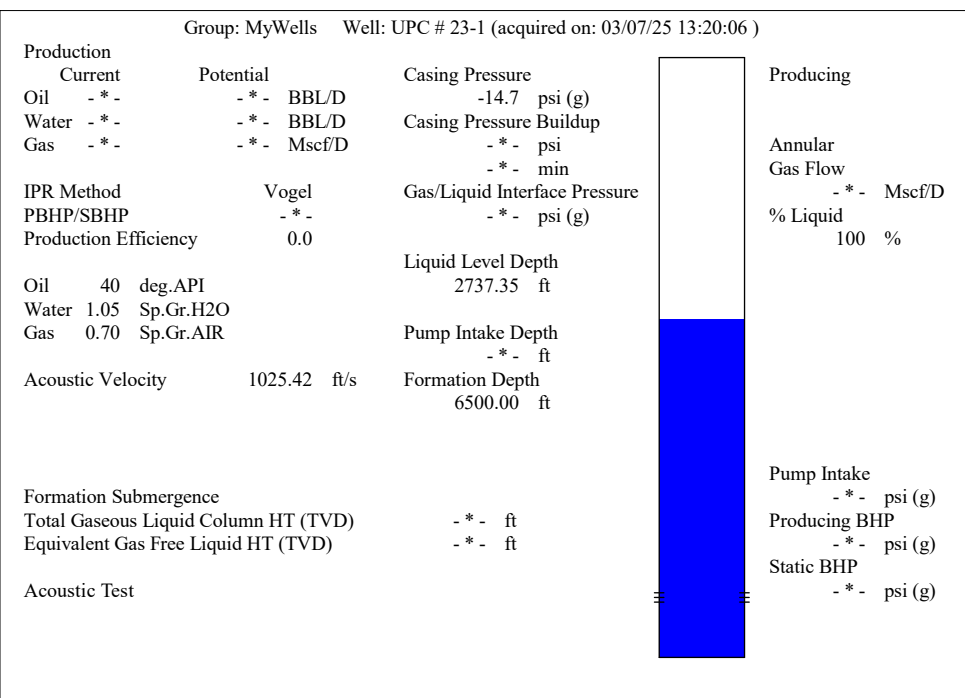 Group: MyWells Well: UPC # 23-1 (acquired on: 03/07/25 13:20:06 )
Production
Current Potential
Oil - * - - * - BBL/D
Water - * - - * - BBL/D
Gas - * - - * - Mscf/D
IPR Method Vogel
PBHP/SBHP - * -
Production Efficiency 0.0
Oil 40 deg.API
Water 1.05 Sp.Gr.H2O
Gas 0.70 Sp.Gr.AIR
Acoustic Velocity 1025.42 ft/s
Formation Submergence
Total Gaseous Liquid Column HT (TVD) - * - ft
Equivalent Gas Free Liquid HT (TVD) - * - ft
Acoustic Test
Casing Pressure
-14.7 psi (g)
Casing Pressure Buildup
- * - psi
- * - min
Gas/Liquid Interface Pressure
- * - psi (g)
Liquid Level Depth
2737.35 ft
Pump Intake Depth
- * - ft
Formation Depth
6500.00 ft
Producing
Annular
Gas Flow
- * - Mscf/D
% Liquid
100 %
Pump Intake
- * - psi (g)
Producing BHP
- * - psi (g)
Static BHP
- * - psi (g)